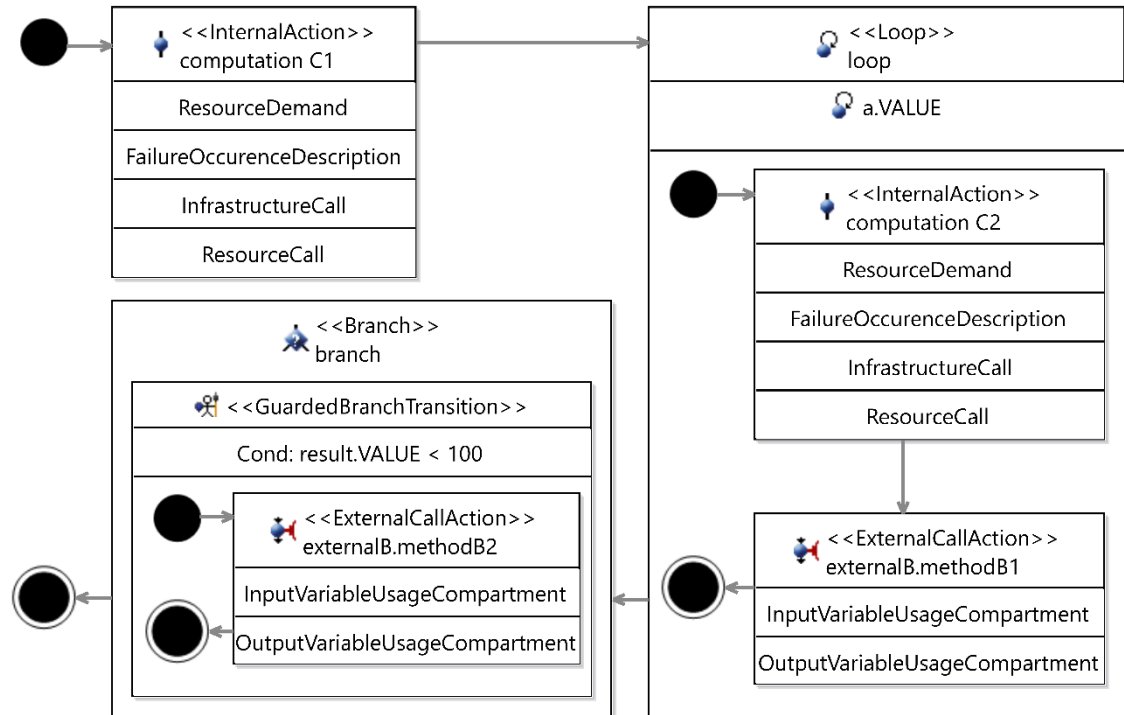 <<InternalAction>>
computation C1
ResourceDemand
FailureOccurenceDescription
InfrastructureCall
ResourceCall
<<Loop>>
loop
a.VALUE
<<InternalAction>>
computation C2
ResourceDemand
FailureOccurenceDescription
InfrastructureCall
ResourceCall
<<ExternalCallAction>>
externalB.methodB1
InputVariableUsageCompartment
OutputVariableUsageCompartment
<<Branch>>
branch
<<GuardedBranchTransition>>
Cond: result.VALUE < 100
<<ExternalCallAction>>
externalB.methodB2
InputVariableUsageCompartment
OutputVariableUsageCompartment